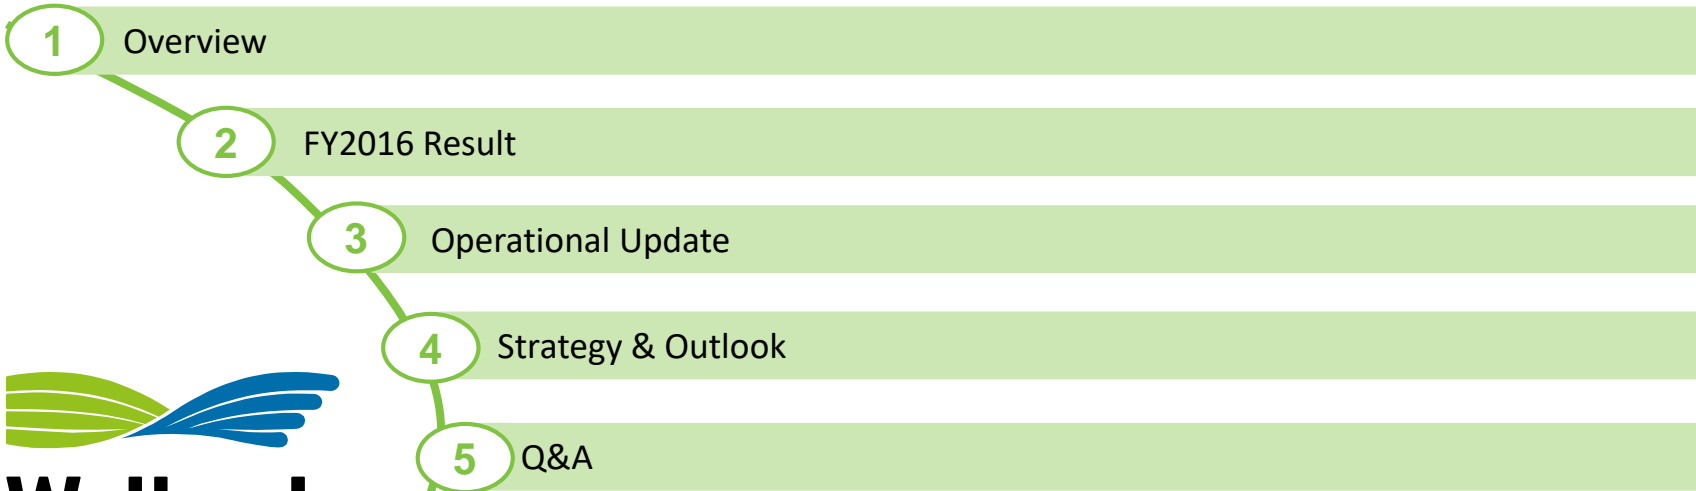 1 Overview
2 FY2016 Result
3 Operational Update
4 Strategy & Outlook
5 Q&A